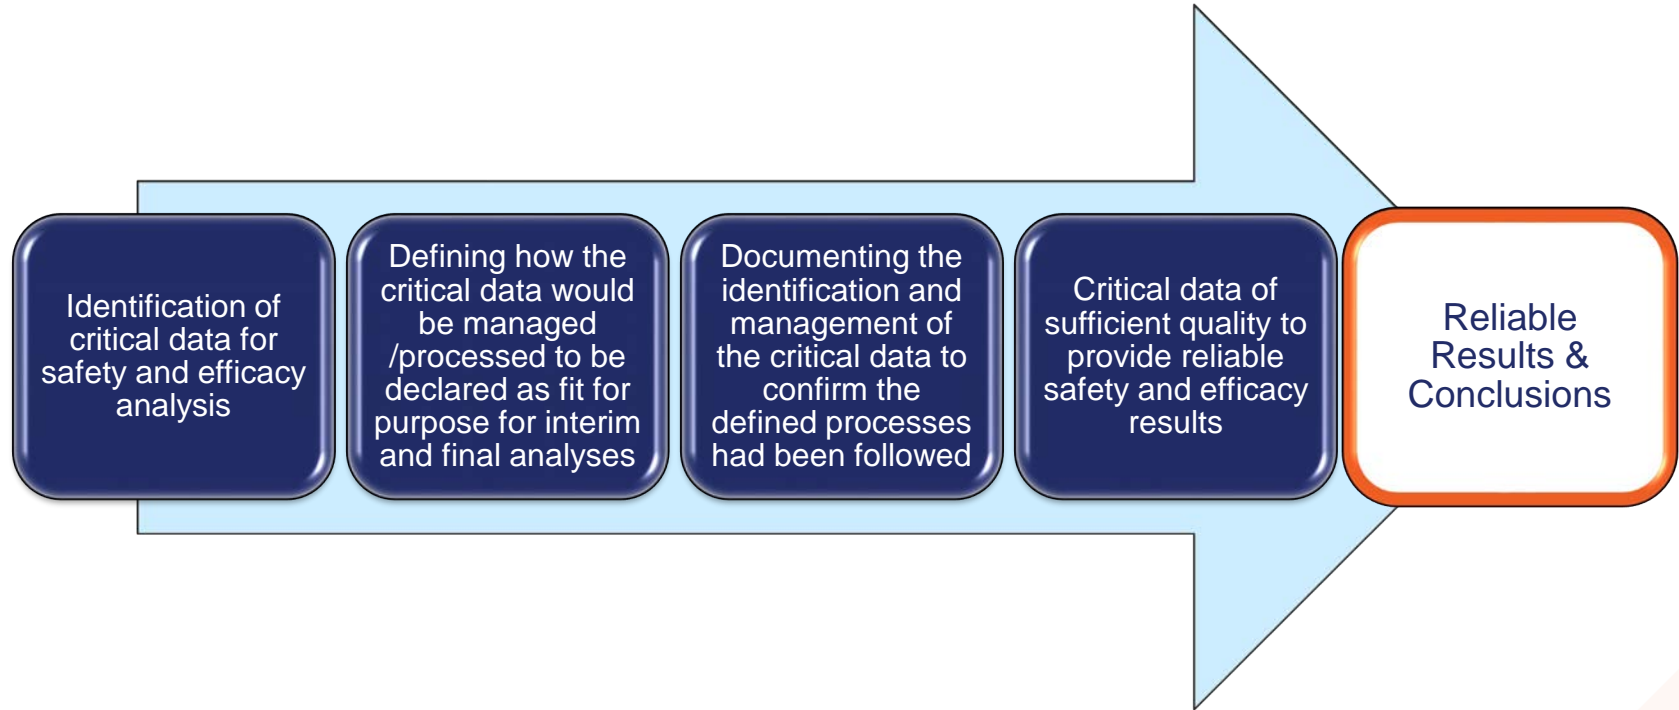 Identification of
critical data for
safety and efficacy
analysis
Defining how the
critical data would
be managed
/processed to be
declared as fit for
purpose for interim
and final analyses
Documenting the
identification and
management of
the critical data to
confirm the
defined processes
had been followed
Critical data of
sufficient quality to
provide reliable
safety and efficacy
results
Reliable
Results &
Conclusions